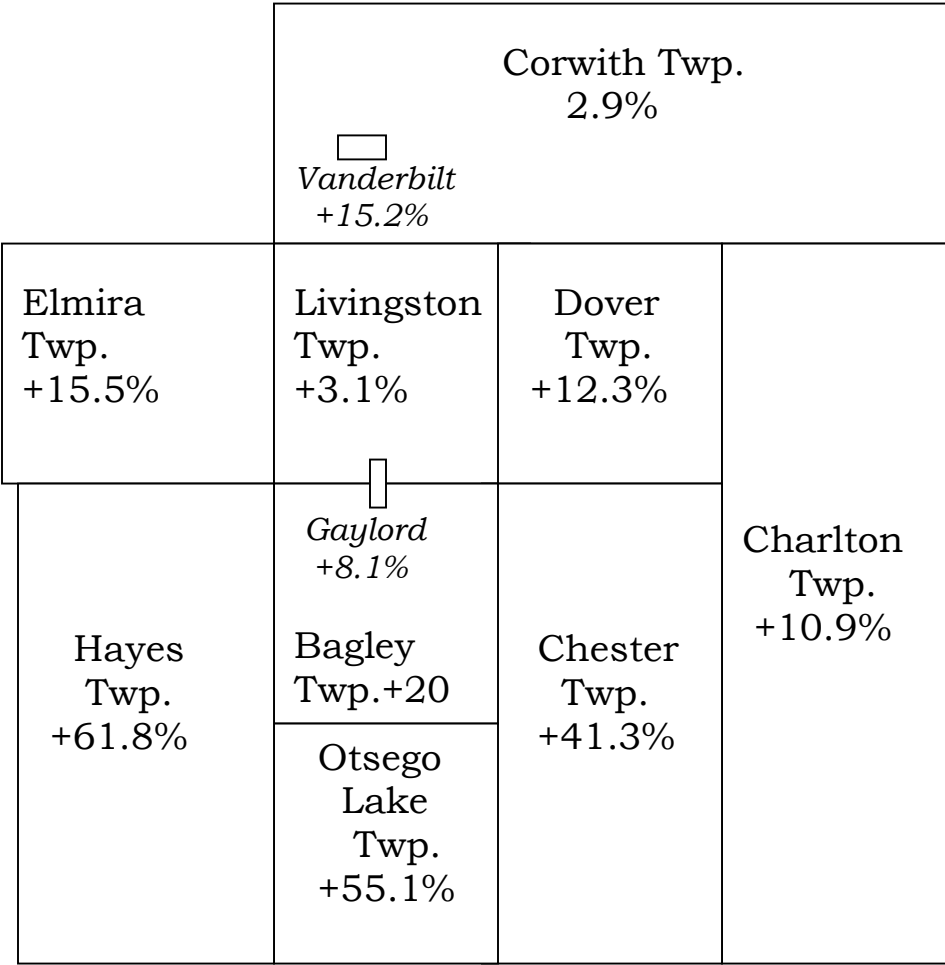 Corwith Twp.
2.9%
Vanderbilt
+15.2%
Elmira
Twp.
+15.5%
Livingston
Twp.
+3.1%
Dover
Twp.
+12.3%
Gaylord
+8.1%
Charlton
Twp.
+10.9%
Hayes
Twp.
+61.8%
Bagley
Twp.+20
Chester
Twp.
+41.3%
Otsego
Lake
Twp.
+55.1%